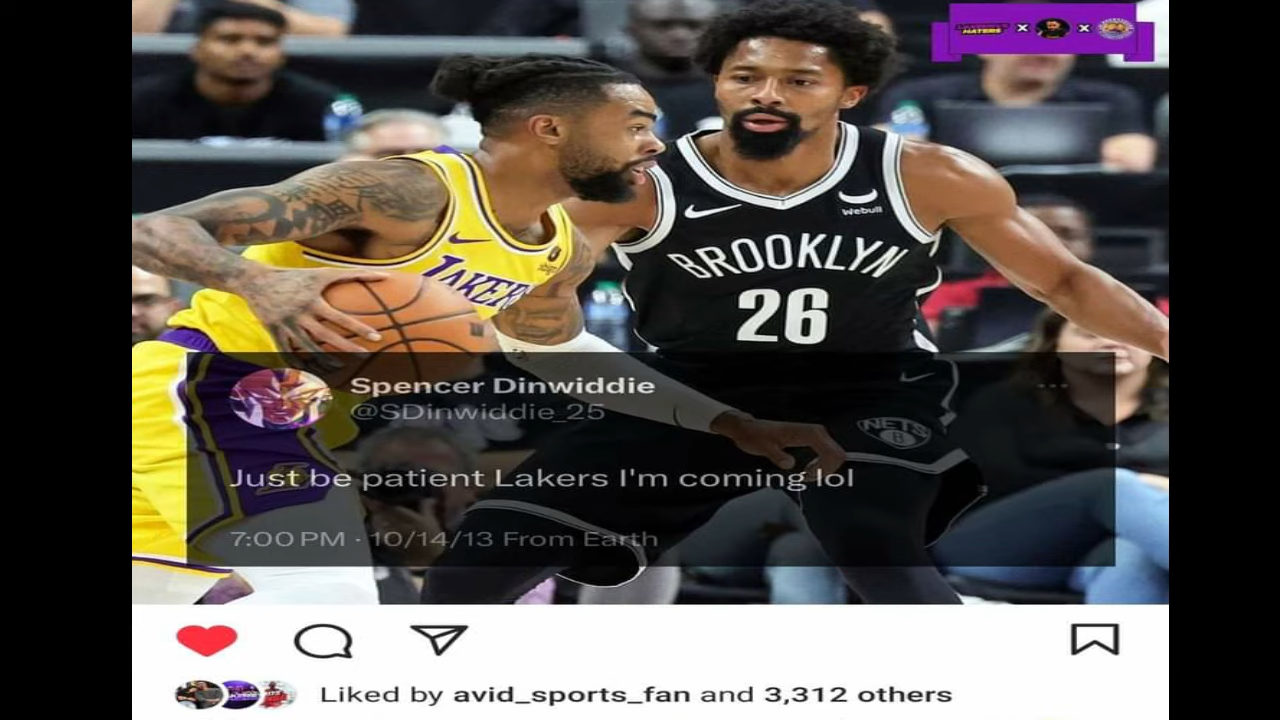 HATERS X X
Webull
BROOKLYN
26
LAKERS
Spencer Dinwiddie
@SDinwiddie_25
Just be patient Lakers I'm coming lol
7:00 PM · 10/14/13 From Earth
NETS
B
Liked by avid_sports_fan and 3,312 others